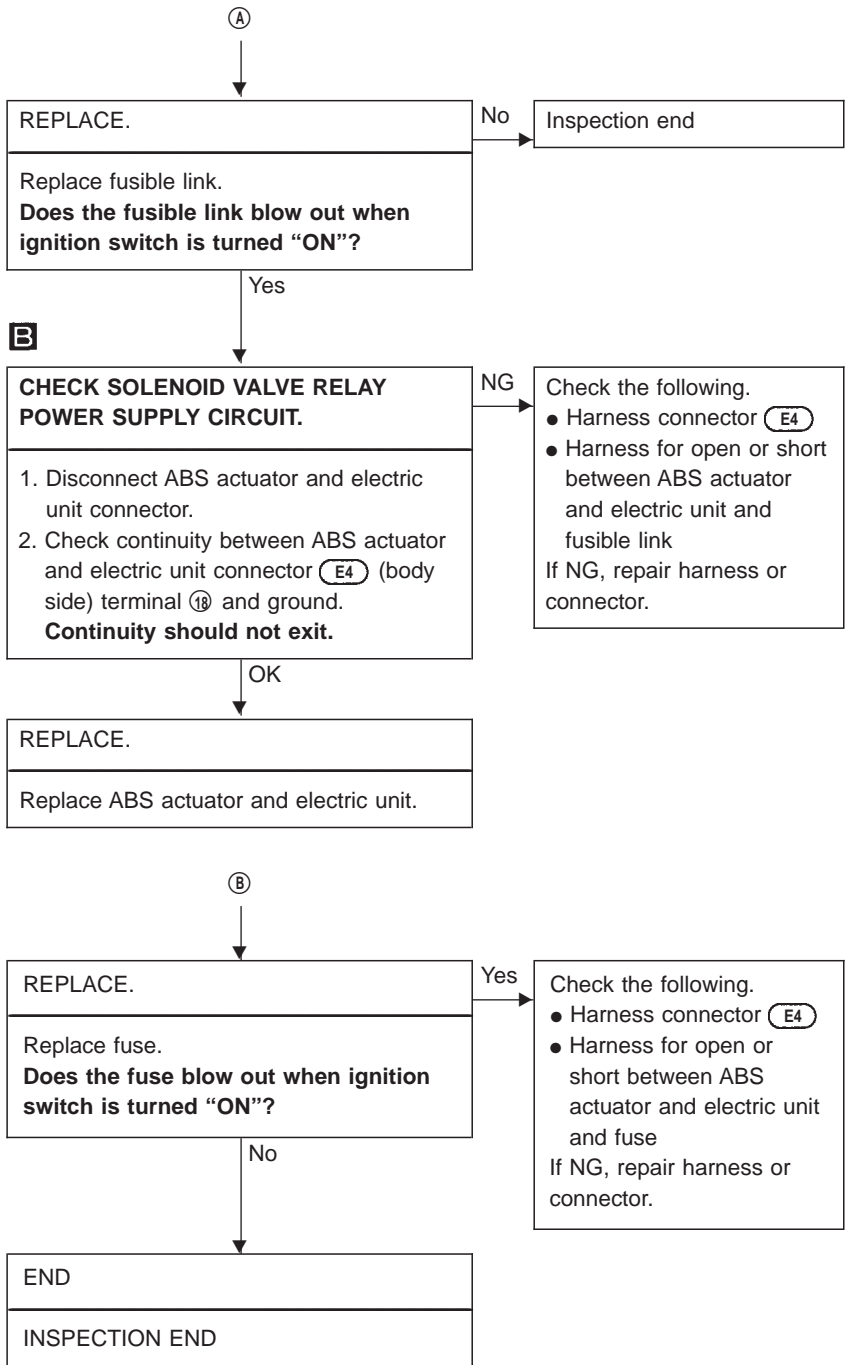 Ⓐ
REPLACE.
No
Inspection end
Replace fusible link.
Does the fusible link blow out when
ignition switch is turned “ON”?
Yes
B
CHECK SOLENOID VALVE RELAY
POWER SUPPLY CIRCUIT.
NG
1. Disconnect ABS actuator and electric
unit connector.
2. Check continuity between ABS actuator
and electric unit connector E4 (body
side) terminal ⑱ and ground.
Continuity should not exit.
Check the following.
● Harness connector E4
● Harness for open or short
between ABS actuator
and electric unit and
fusible link
If NG, repair harness or
connector.
OK
REPLACE.
Replace ABS actuator and electric unit.
Ⓑ
REPLACE.
Yes
Replace fuse.
Does the fuse blow out when ignition
switch is turned “ON”?
Check the following.
● Harness connector E4
● Harness for open or
short between ABS
actuator and electric unit
and fuse
If NG, repair harness or
connector.
No
END
INSPECTION END